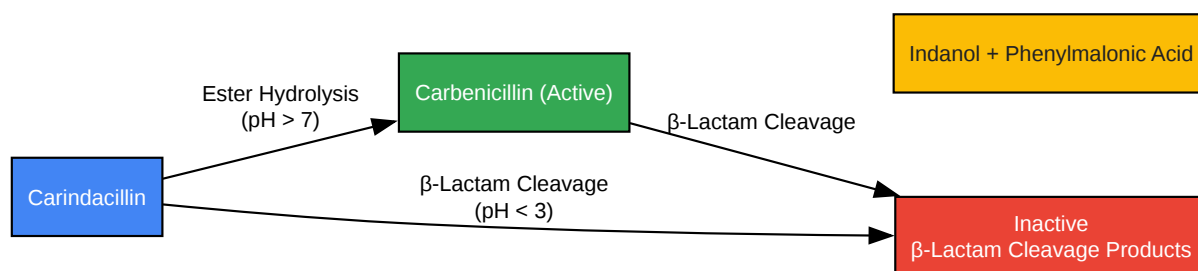 Indanol + Phenylmalonic Acid
Ester Hydrolysis
(pH > 7)
Carbenicillin (Active)
β-Lactam Cleavage
Carindacillin
β-Lactam Cleavage
(pH < 3)
Inactive
β-Lactam Cleavage Products